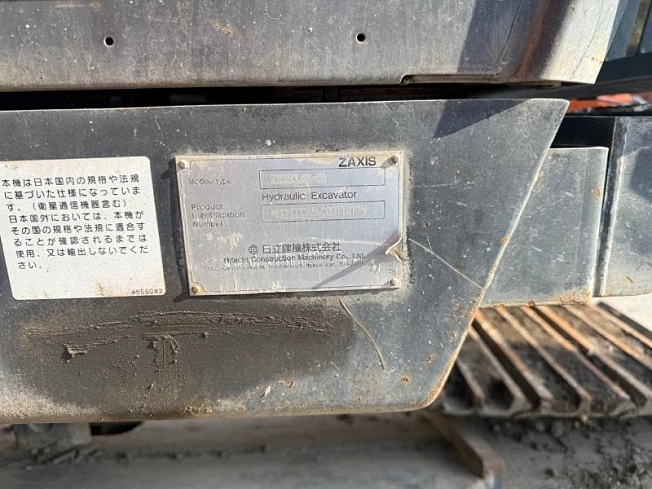 本機は日本国内の規格や法規
に基づいた仕様になっていま
す。（衛星通信機器含む）
日本国外においては、本機が
その国の規格や法規に適合す
ることが確認されるまでは
使用、又は輸出しないでくだ
さい。
ZAXIS
Model/type
Hydraulic Excavator
Product
Identification
Number
日立建機株式会社
Hitachi Construction Machinery Co., Ltd.